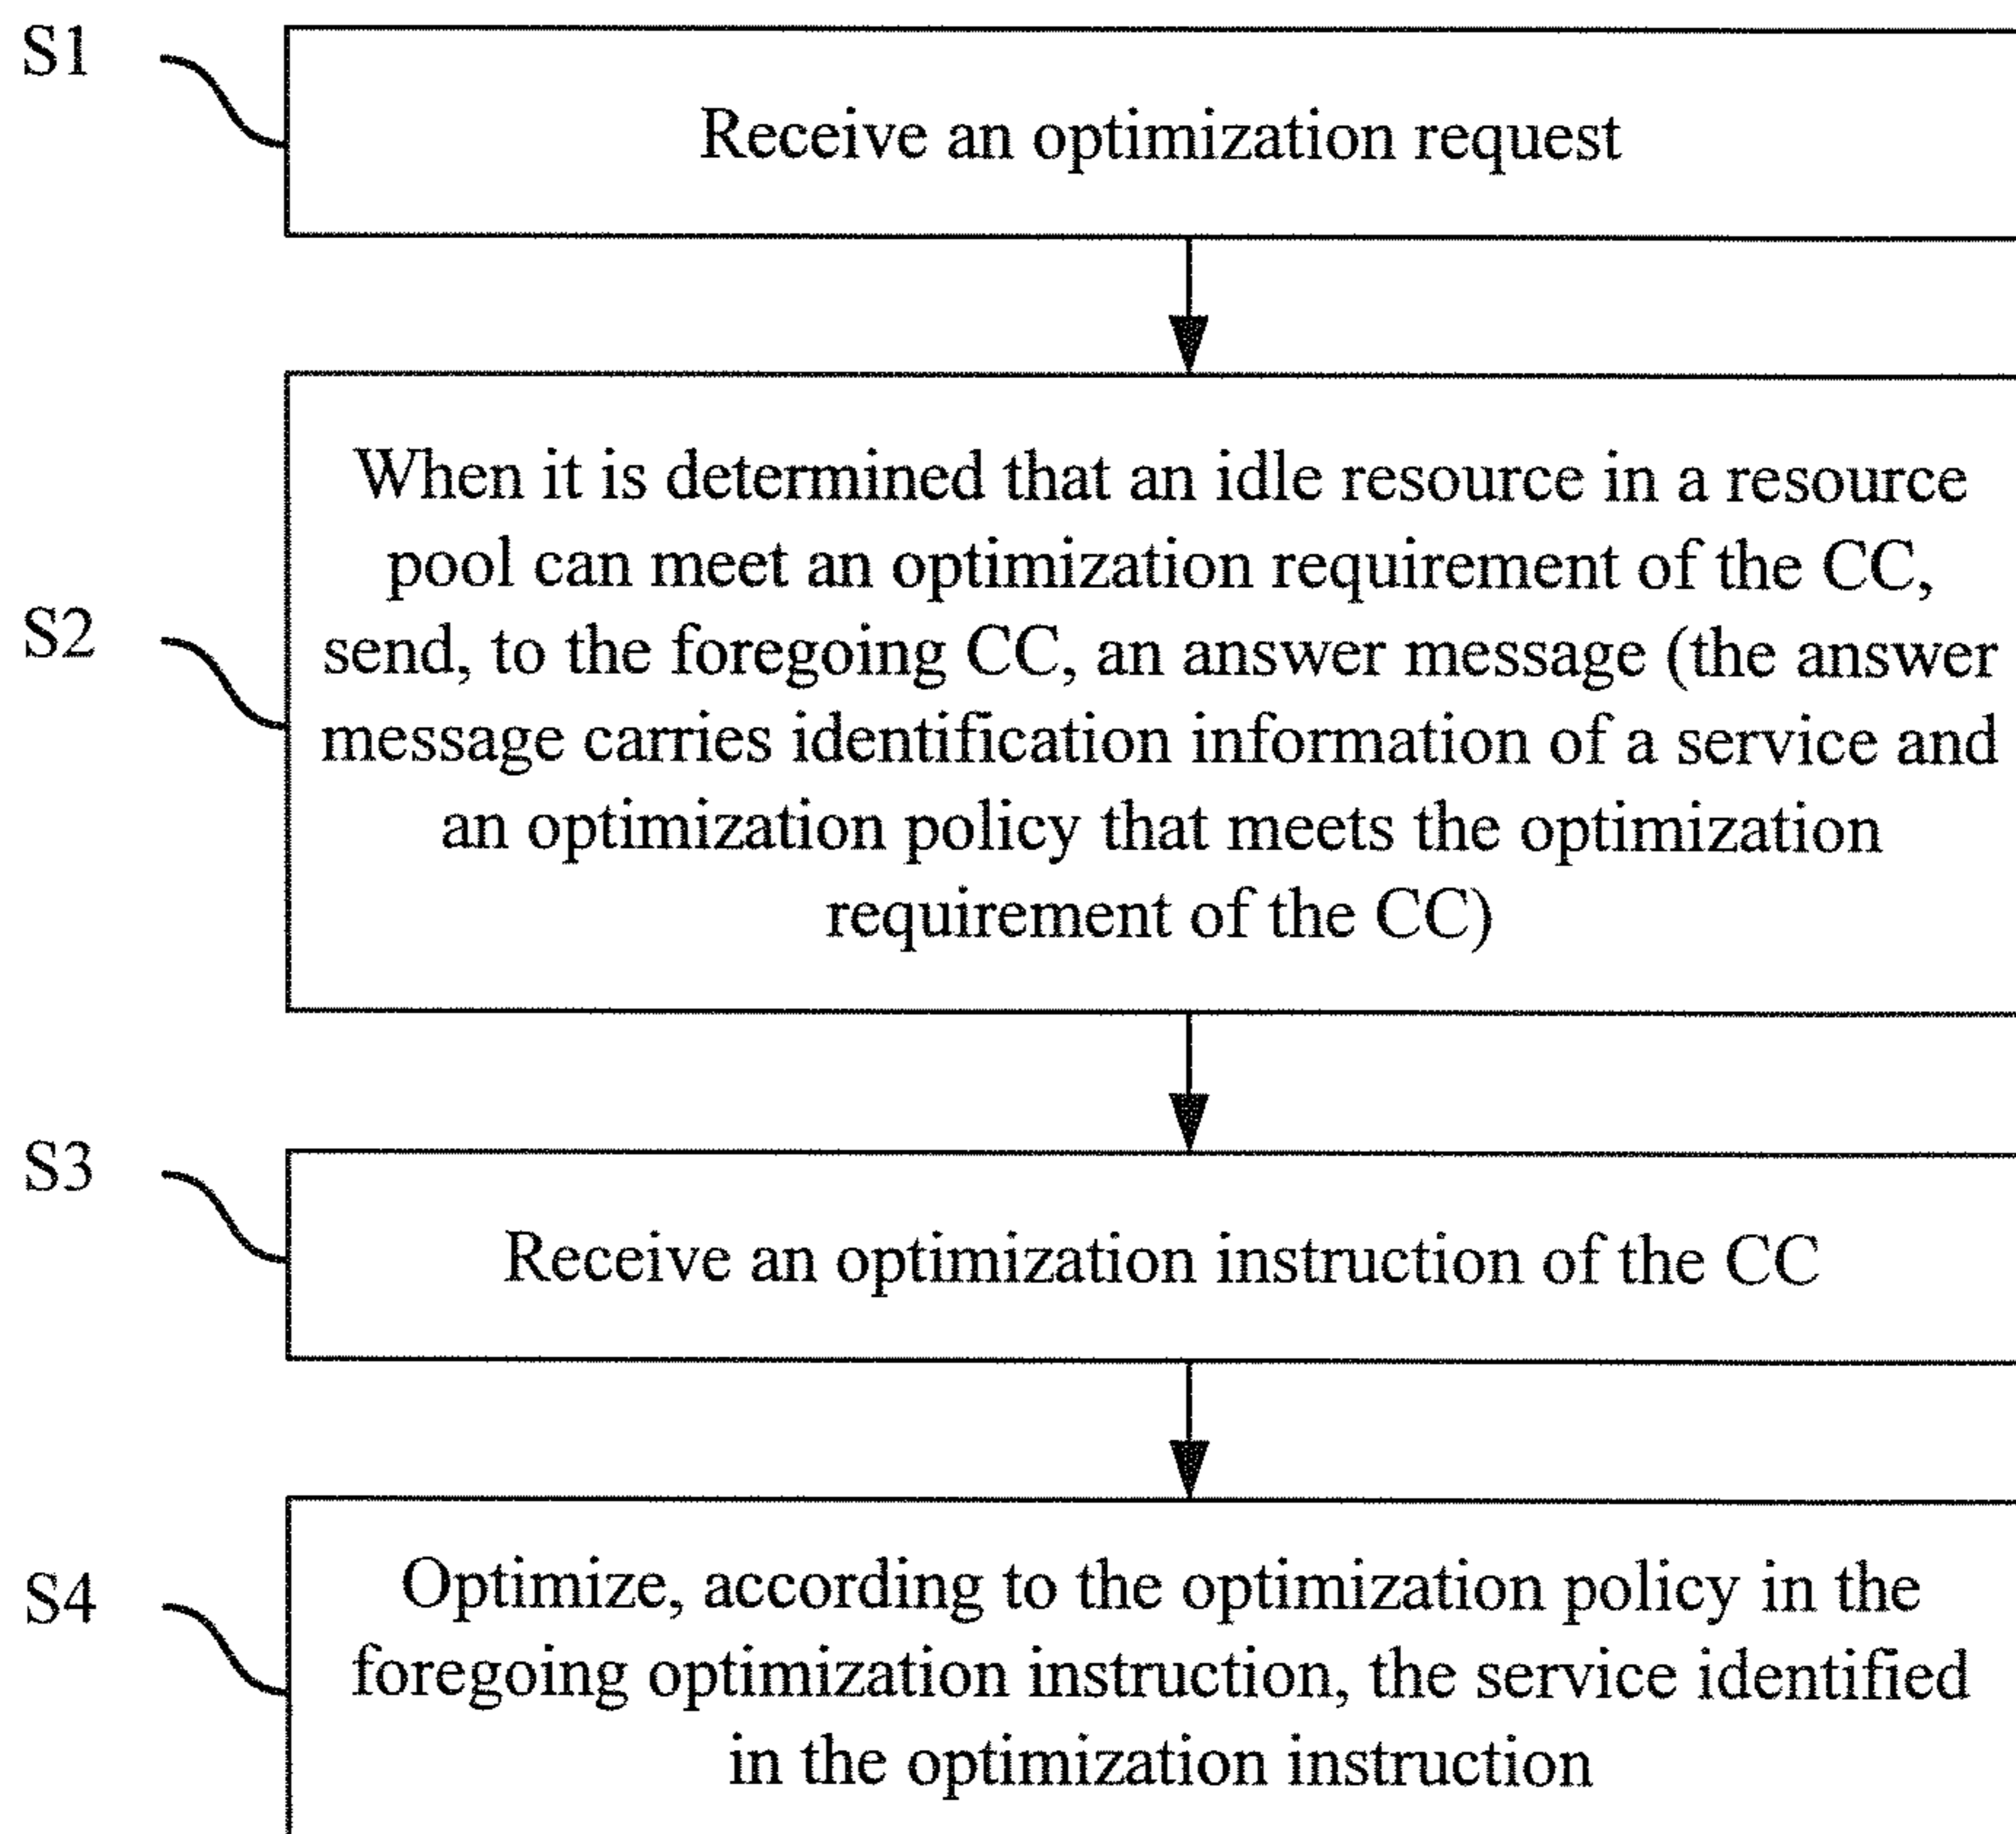 S1
Receive an optimization request
S2
When it is determined that an idle resource in a resource
pool can meet an optimization requirement of the CC,
send, to the foregoing CC, an answer message (the answer
message carries identification information of a service and
an optimization policy that meets the optimization
requirement of the CC)
S3
Receive an optimization instruction of the CC
S4
Optimize, according to the optimization policy in the
foregoing optimization instruction, the service identified
in the optimization instruction